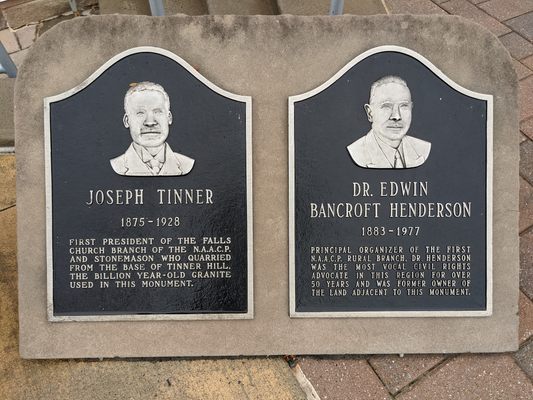 JOSEPH TINNER
1875-1928
FIRST PRESIDENT OF THE FALLS
CHURCH BRANCH OF THE N.A.A.C.P.
AND STONEMASON WHO QUARRIED
FROM THE BASE OF TINNER HILL,
THE BILLION YEAR-OLD GRANITE
USED IN THIS MONUMENT.
DR. EDWIN
BANCROFT HENDERSON
1883-1977
PRINCIPAL ORGANIZER OF THE FIRST
N.A.A.C.P. RURAL BRANCH, DR. HENDERSON
WAS THE MOST VOCAL CIVIL RIGHTS
ADVOCATE IN THIS REGION FOR OVER
50 YEARS AND WAS FORMER OWNER OF
THE LAND ADJACENT TO THIS MONUMENT.